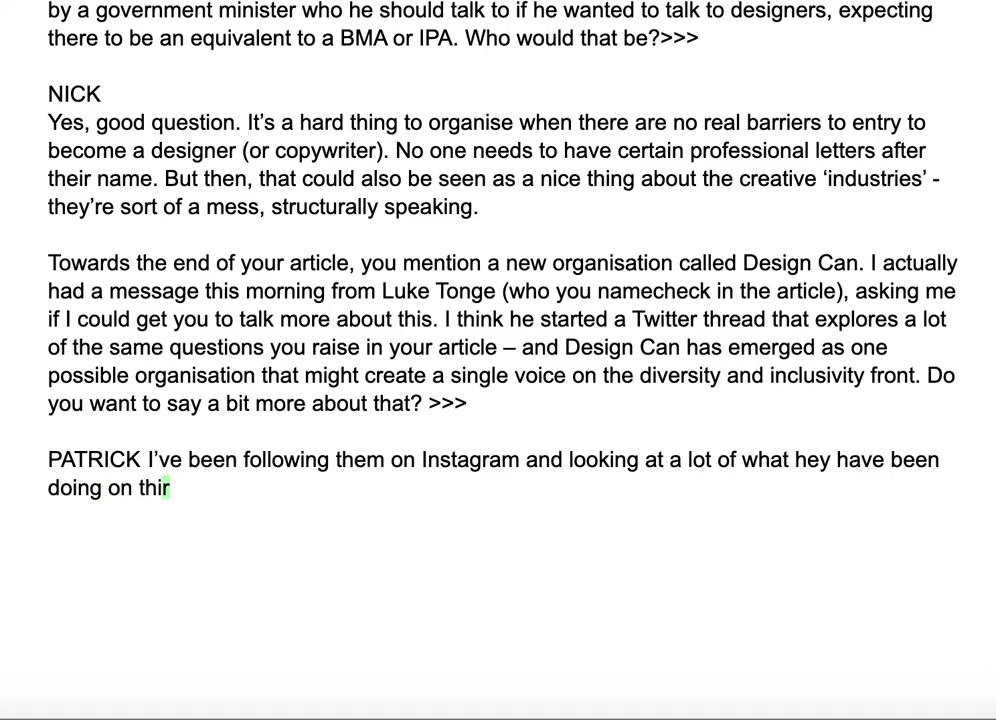 by a government minister who he should talk to if he wanted to talk to designers, expecting
there to be an equivalent to a BMA or IPA. Who would that be?>>>
NICK
Yes, good question. It’s a hard thing to organise when there are no real barriers to entry to
become a designer (or copywriter). No one needs to have certain professional letters after
their name. But then, that could also be seen as a nice thing about the creative ‘industries’ -
they’re sort of a mess, structurally speaking.
Towards the end of your article, you mention a new organisation called Design Can. I actually
had a message this morning from Luke Tonge (who you namecheck in the article), asking me
if I could get you to talk more about this. I think he started a Twitter thread that explores a lot
of the same questions you raise in your article – and Design Can has emerged as one
possible organisation that might create a single voice on the diversity and inclusivity front. Do
you want to say a bit more about that? >>>
PATRICK I’ve been following them on Instagram and looking at a lot of what hey have been
doing on thir